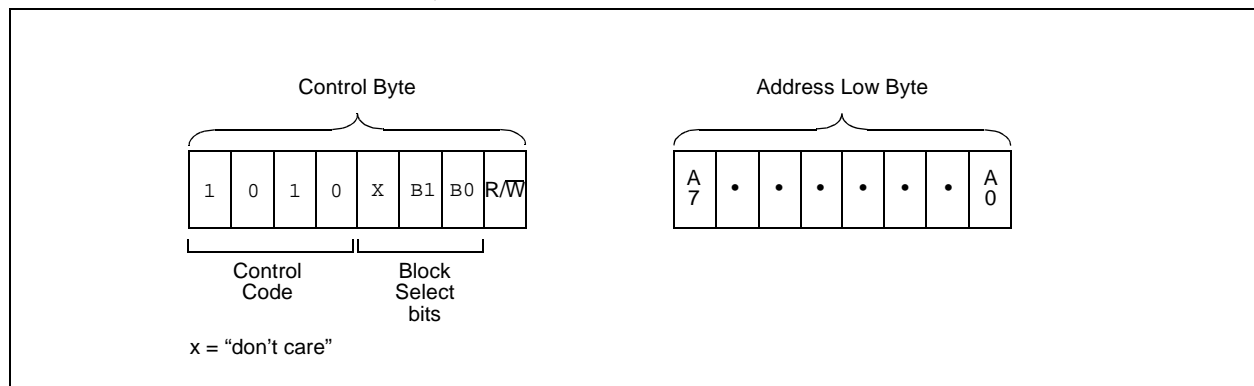 Control Byte
Address Low Byte
1 0 1 0 X B1 B0 R/W̅
A
7 • • • • • • A
0
Control
Code
Block
Select
bits
x = “don’t care”